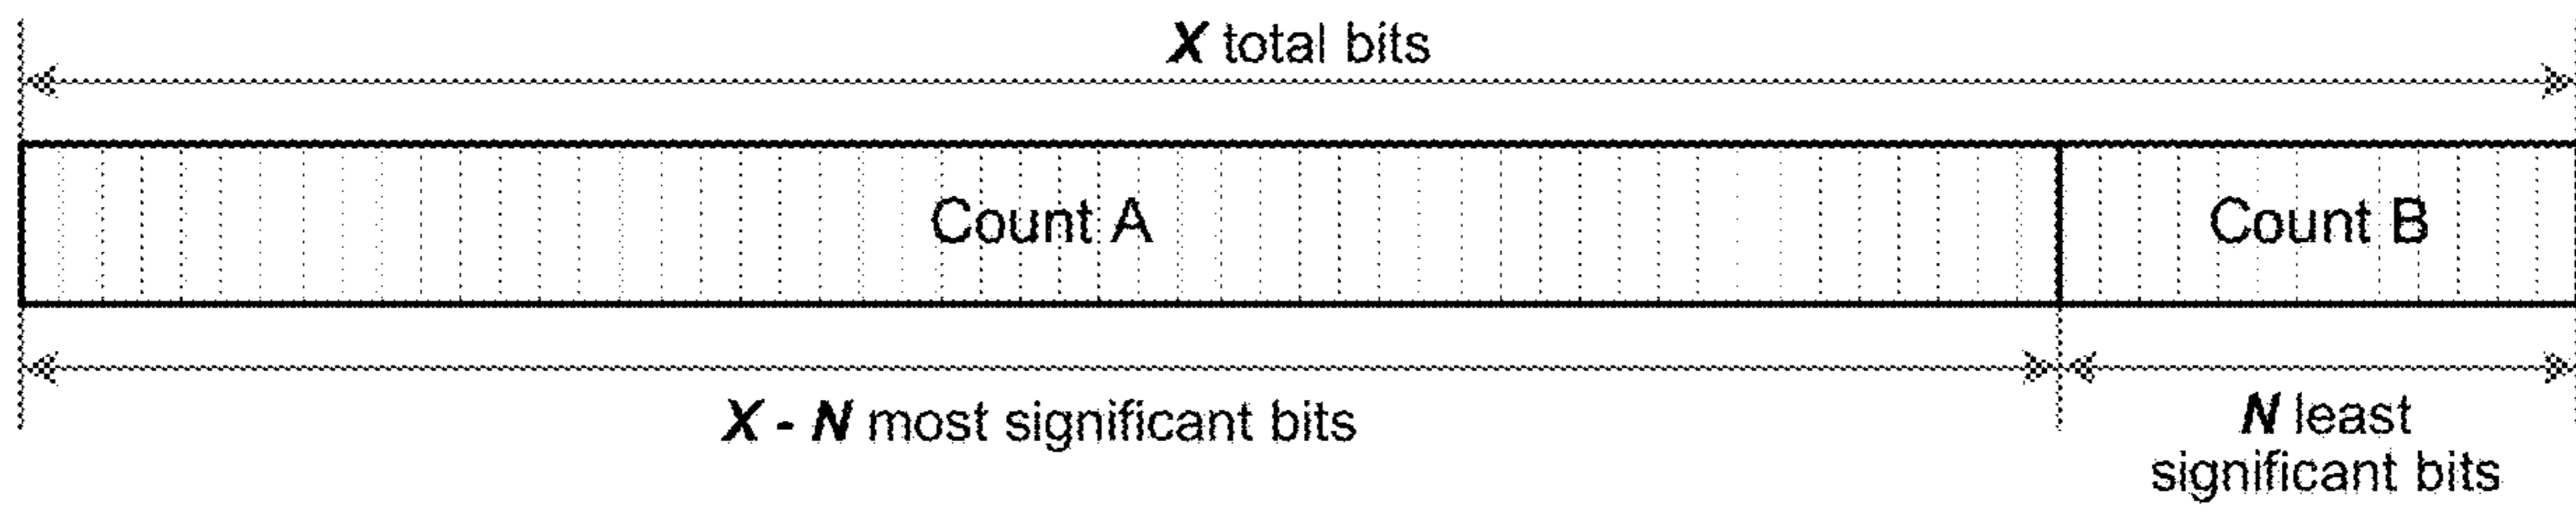 X total bits
Count A
Count B
X - N most significant bits
N least
significant bits